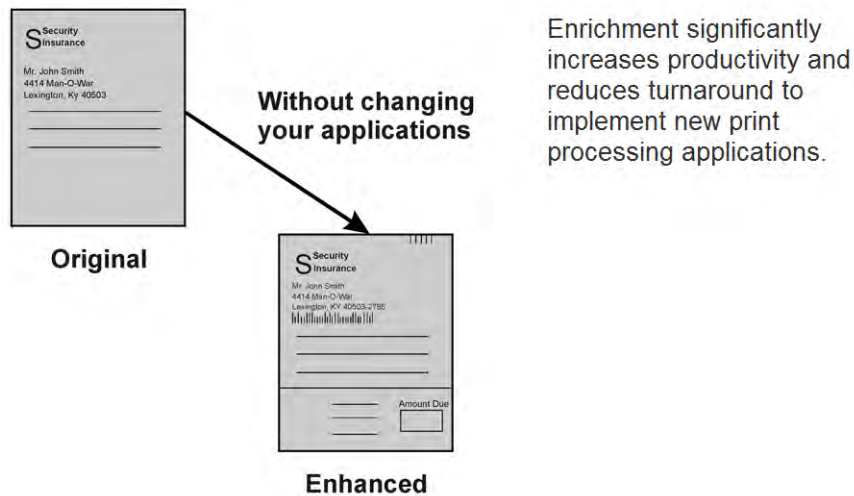 Security
Insurance
Mr. John Smith
4414 Man-O-War
Lexington, Ky 40503
Original
Without changing
your applications
Enrichment significantly
increases productivity and
reduces turnaround to
implement new print
processing applications.
Security
Insurance
Mr. John Smith
4414 Man-O-War
Lexington, KY 40503-2785
Amount Due
Enhanced